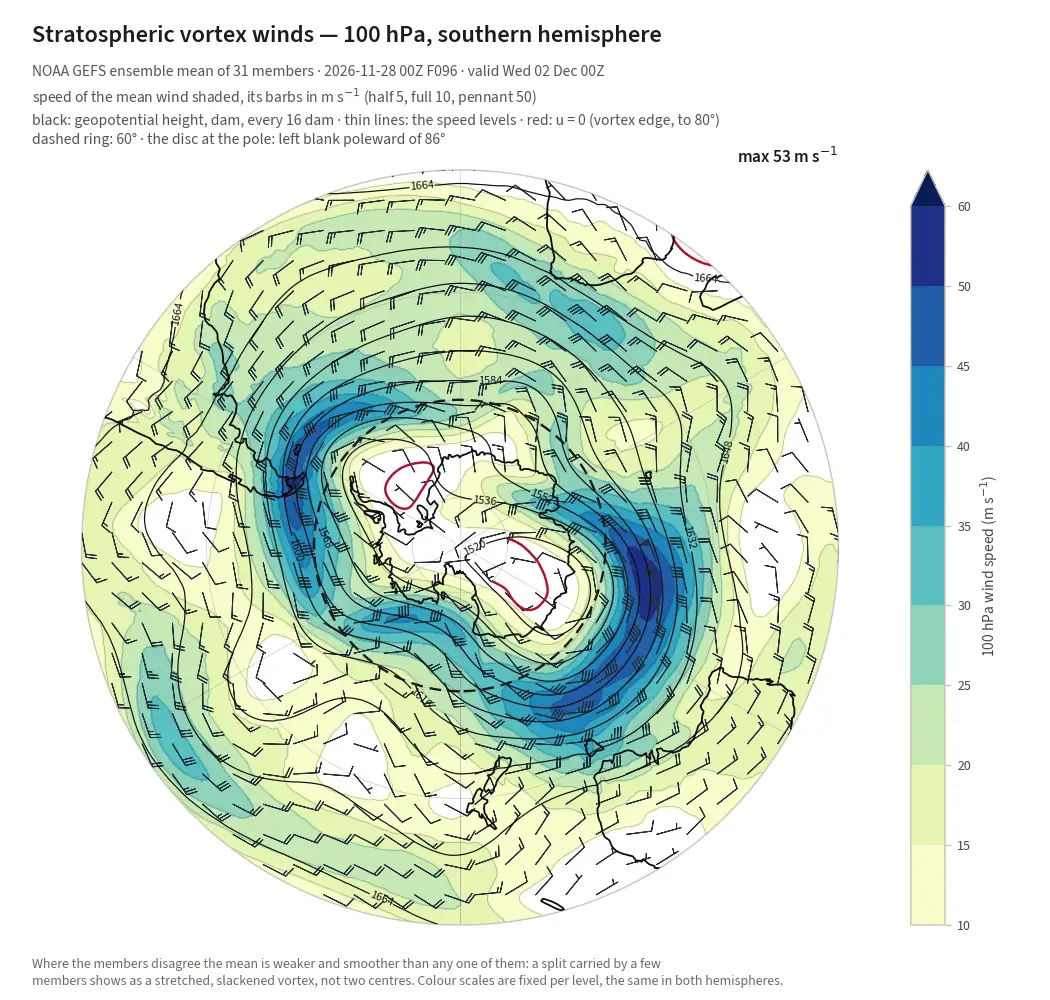 Stratospheric vortex winds — 100 hPa, southern hemisphere
NOAA GEFS ensemble mean of 31 members · 2026-11-28 00Z F096 · valid Wed 02 Dec 00Z
speed of the mean wind shaded, its barbs in m s⁻¹ (half 5, full 10, pennant 50)
black: geopotential height, dam, every 16 dam · thin lines: the speed levels · red: u = 0 (vortex edge, to 80°)
dashed ring: 60° · the disc at the pole: left blank poleward of 86°
max 53 m s⁻¹
1664
1664
1664
1584
1648
1536
1520
1632
1600
1568
1664
60
50
45
40
35
30
25
20
15
10
100 hPa wind speed (m s⁻¹)
Where the members disagree the mean is weaker and smoother than any one of them: a split carried by a few
members shows as a stretched, slackened vortex, not two centres. Colour scales are fixed per level, the same in both hemispheres.